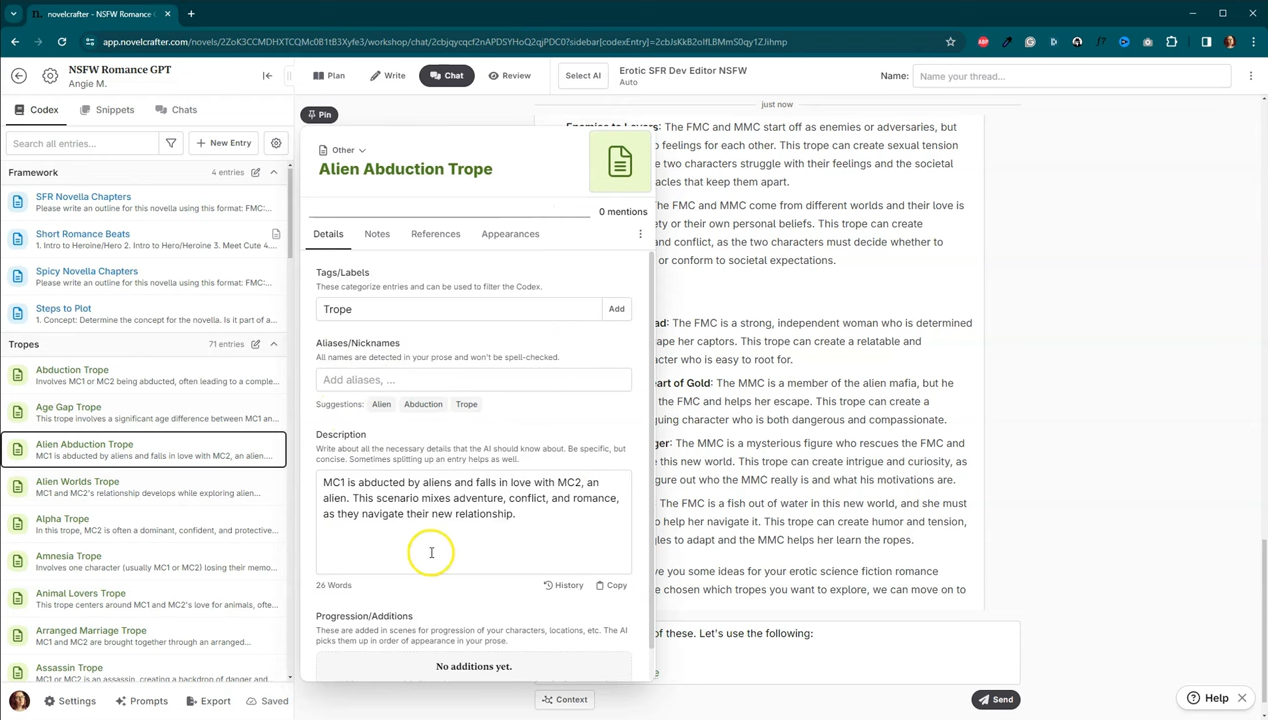 novelcrafter - NSFW Romance G
app.novelcrafter.com/novels/2ZoK3CCMDHXTCQMc0B1tB3Xyfe3/workshop/chat/2cbjqycqcf2nAPDSYHoQ2qjPDC0?sidebar[codexEntry]=2cbJsKkB2olfLBMmS0qy1ZJihmp
NSFW Romance GPT
Angie M.
Plan
Write
Chat
Review
Select AI
Erotic SFR Dev Editor NSFW
Auto
Name:
Name your thread...
Codex
Snippets
Chats
Search all entries...
+ New Entry
Framework
4 entries
SFR Novella Chapters
Please write an outline for this novella using this format: FMC:...
Short Romance Beats
1. Intro to Heroine/Hero 2. Intro to Hero/Heroine 3. Meet Cute 4...
Spicy Novella Chapters
Please write an outline for this novella using this format: FMC:...
Steps to Plot
1. Concept: Determine the concept for the novella. Is it part of a...
Tropes
71 entries
Abduction Trope
Involves MC1 or MC2 being abducted, often leading to a comple...
Age Gap Trope
This trope involves a significant age difference between MC1 an...
Alien Abduction Trope
MC1 is abducted by aliens and falls in love with MC2, an alien....
Alien Worlds Trope
MC1 and MC2's relationship develops while exploring alien...
Alpha Trope
In this trope, MC2 is often a dominant, confident, and protective...
Amnesia Trope
Involves one character (usually MC1 or MC2) losing their memo...
Animal Lovers Trope
This trope centers around MC1 and MC2's love for animals, ofte...
Arranged Marriage Trope
MC1 and MC2 are brought together through an arranged...
Assassin Trope
MC1 or MC2 is an assassin, creating a backdrop of danger and
Settings
Prompts
Export
Saved
Pin
Other
Alien Abduction Trope
0 mentions
Details
Notes
References
Appearances
Tags/Labels
These categorize entries and can be used to filter the Codex.
Trope
Add
Aliases/Nicknames
All names are detected in your prose and won't be spell-checked.
Add aliases, ...
Suggestions:
Alien
Abduction
Trope
Description
Write about all the necessary details that the AI should know about. Be specific, but
concise. Sometimes splitting up an entry helps as well.
MC1 is abducted by aliens and falls in love with MC2, an
alien. This scenario mixes adventure, conflict, and romance,
as they navigate their new relationship.
26 Words
History
Copy
Progression/Additions
These are added in scenes for progression of your characters, locations, etc. The AI
picks them up in order of appearance in your prose.
No additions yet.
just now
Enemies to Lovers: The FMC and MMC start off as enemies or adversaries, but
feelings for each other. This trope can create sexual tension
e two characters struggle with their feelings and the societal
acles that keep them apart.
he FMC and MMC come from different worlds and their love is
ety or their own personal beliefs. This trope can create
and conflict, as the two characters must decide whether to
or conform to societal expectations.
ad: The FMC is a strong, independent woman who is determined
ape her captors. This trope can create a relatable and
acter who is easy to root for.
eart of Gold: The MMC is a member of the alien mafia, but he
and helps her escape. This trope can create a
guing character who is both dangerous and compassionate.
ger: The MMC is a mysterious figure who rescues the FMC and
this new world. This trope can create intrigue and curiosity, as
gure out who the MMC really is and what his motivations are.
The FMC is a fish out of water in this new world, and she must
o help her navigate it. This trope can create humor and tension,
gles to adapt and the MMC helps her learn the ropes.
ve you some ideas for your erotic science fiction romance
e chosen which tropes you want to explore, we can move on to
of these. Let's use the following:
Context
Send
Help